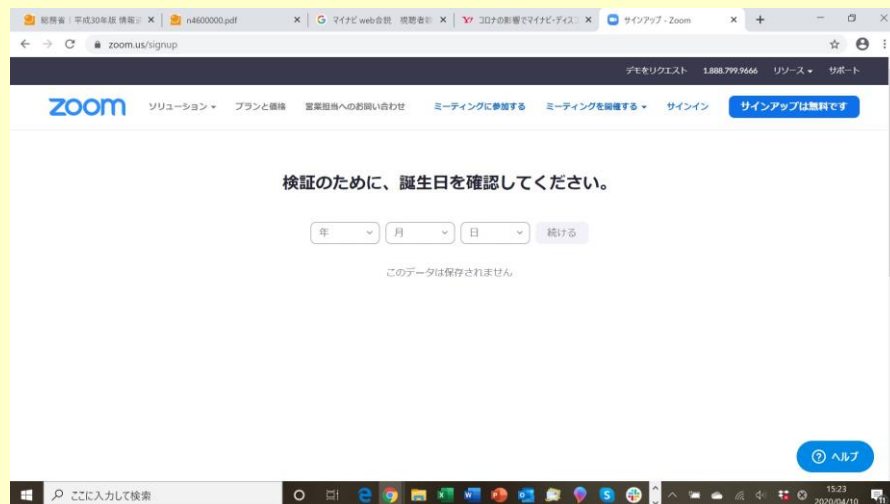 総務省｜平成30年版 情報
n4600000.pdf
マイナビ web合説 視聴者
コロナの影響でマイナビ・ディス
サインアップ - Zoom
zoom.us/signup
デモをリクエスト 1.888.799.9666 リソース サポート
zoom ソリューション プランと価格 営業担当へのお問い合わせ ミーティングに参加する ミーティングを開催する サインイン サインアップは無料です
検証のために、誕生日を確認してください。
年 月 日 続ける
このデータは保存されません
ヘルプ
ここに入力して検索
15:23
2020/04/10